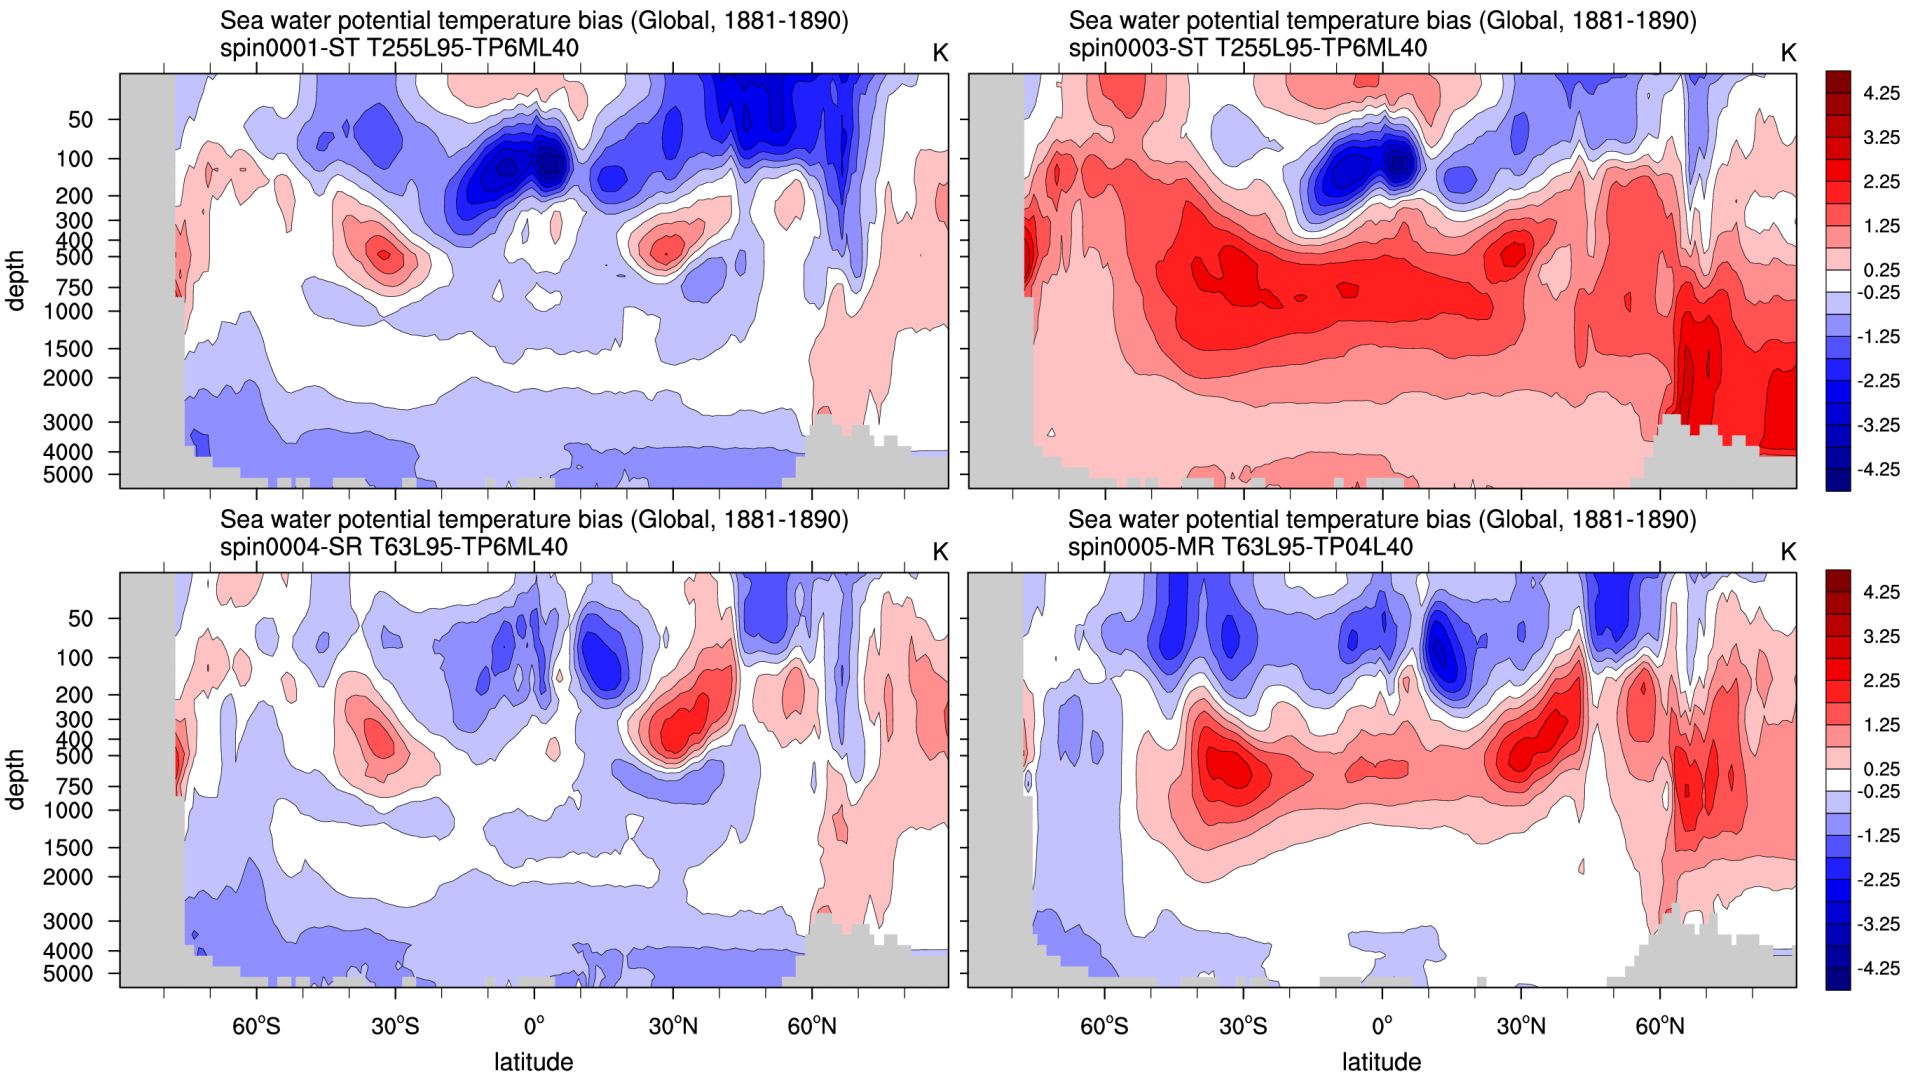 Sea water potential temperature bias (Global, 1881-1890)
spin0001-ST T255L95-TP6ML40
K
Sea water potential temperature bias (Global, 1881-1890)
spin0003-ST T255L95-TP6ML40
K
depth
50
100
200
300
400
500
750
1000
1500
2000
3000
4000
5000
4.25
3.25
2.25
1.25
0.25
-0.25
-1.25
-2.25
-3.25
-4.25
Sea water potential temperature bias (Global, 1881-1890)
spin0004-SR T63L95-TP6ML40
K
Sea water potential temperature bias (Global, 1881-1890)
spin0005-MR T63L95-TP04L40
K
depth
50
100
200
300
400
500
750
1000
1500
2000
3000
4000
5000
4.25
3.25
2.25
1.25
0.25
-0.25
-1.25
-2.25
-3.25
-4.25
60°S 30°S 0° 30°N 60°N
latitude
60°S 30°S 0° 30°N 60°N
latitude